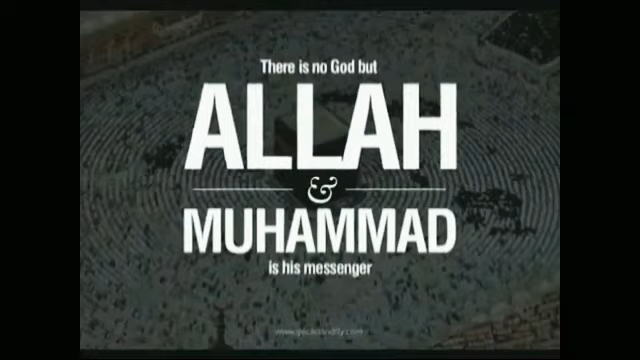 There is no God but
ALLAH
&
MUHAMMAD
is his messenger